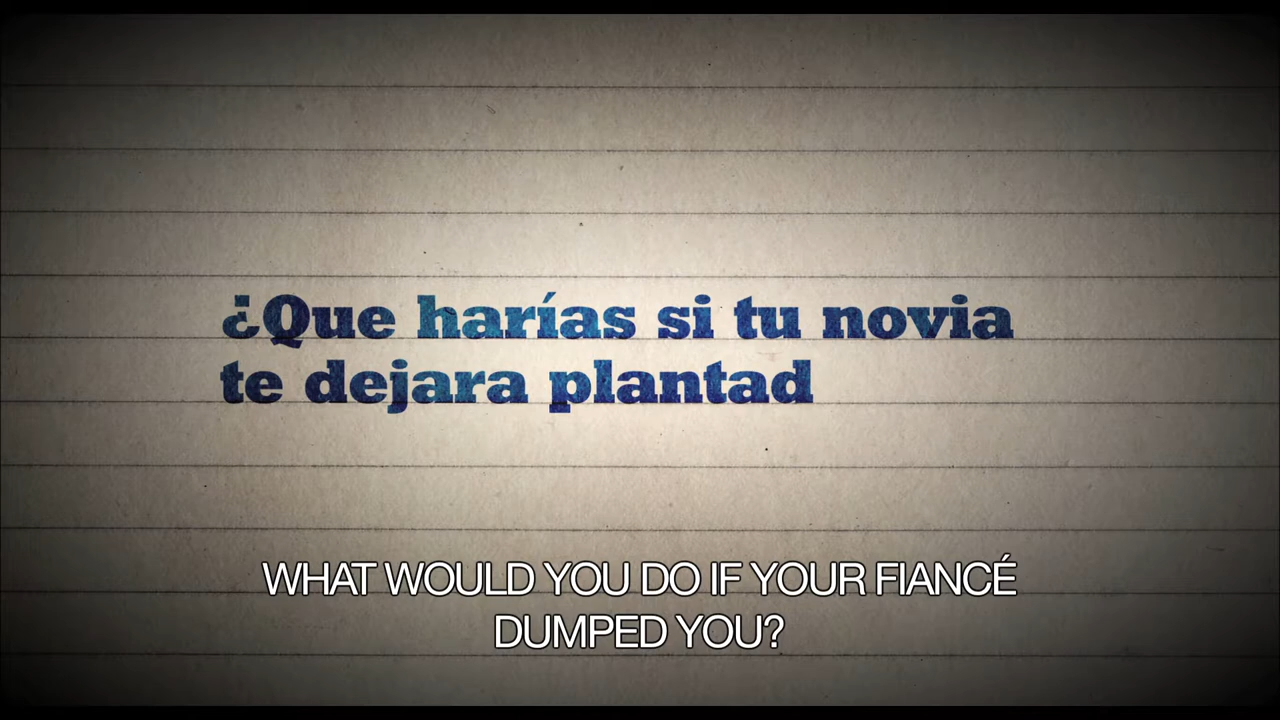 ¿Que harías si tu novia
te dejara plantad
WHAT WOULD YOU DO IF YOUR FIANCÉ
DUMPED YOU?